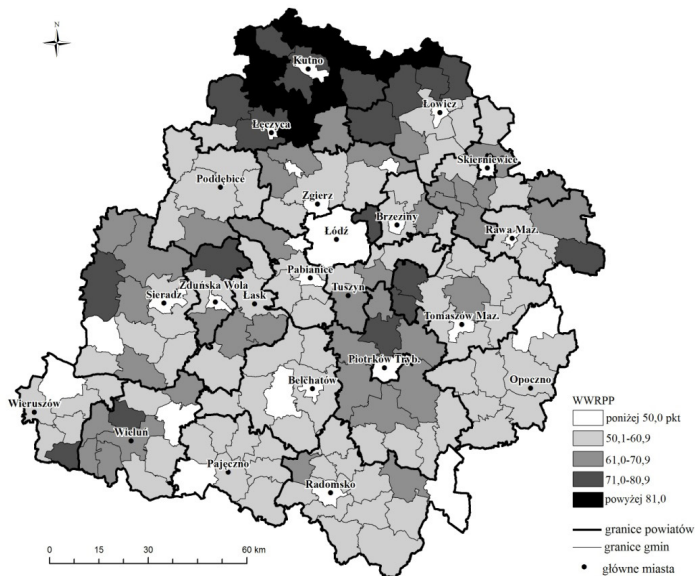 N
Kutno
Łowicz
Łęczyca
Skierniewice
Poddębice
Zgierz
Brzeziny
Rawa Maz.
Łódź
Pabianice
Zduńska Wola
Tuszyn
Sieradz
Łask
Tomaszów Maz.
Piotrków Tryb.
Bełchatów
Opoczno
Wieruszów
Wieluń
Pajęczno
Radomsko
WWRPP
poniżej 50,0 pkt
50,1-60,9
61,0-70,9
71,0-80,9
powyżej 81,0
granice powiatów
granice gmin
główne miasta
0 15 30 60 km